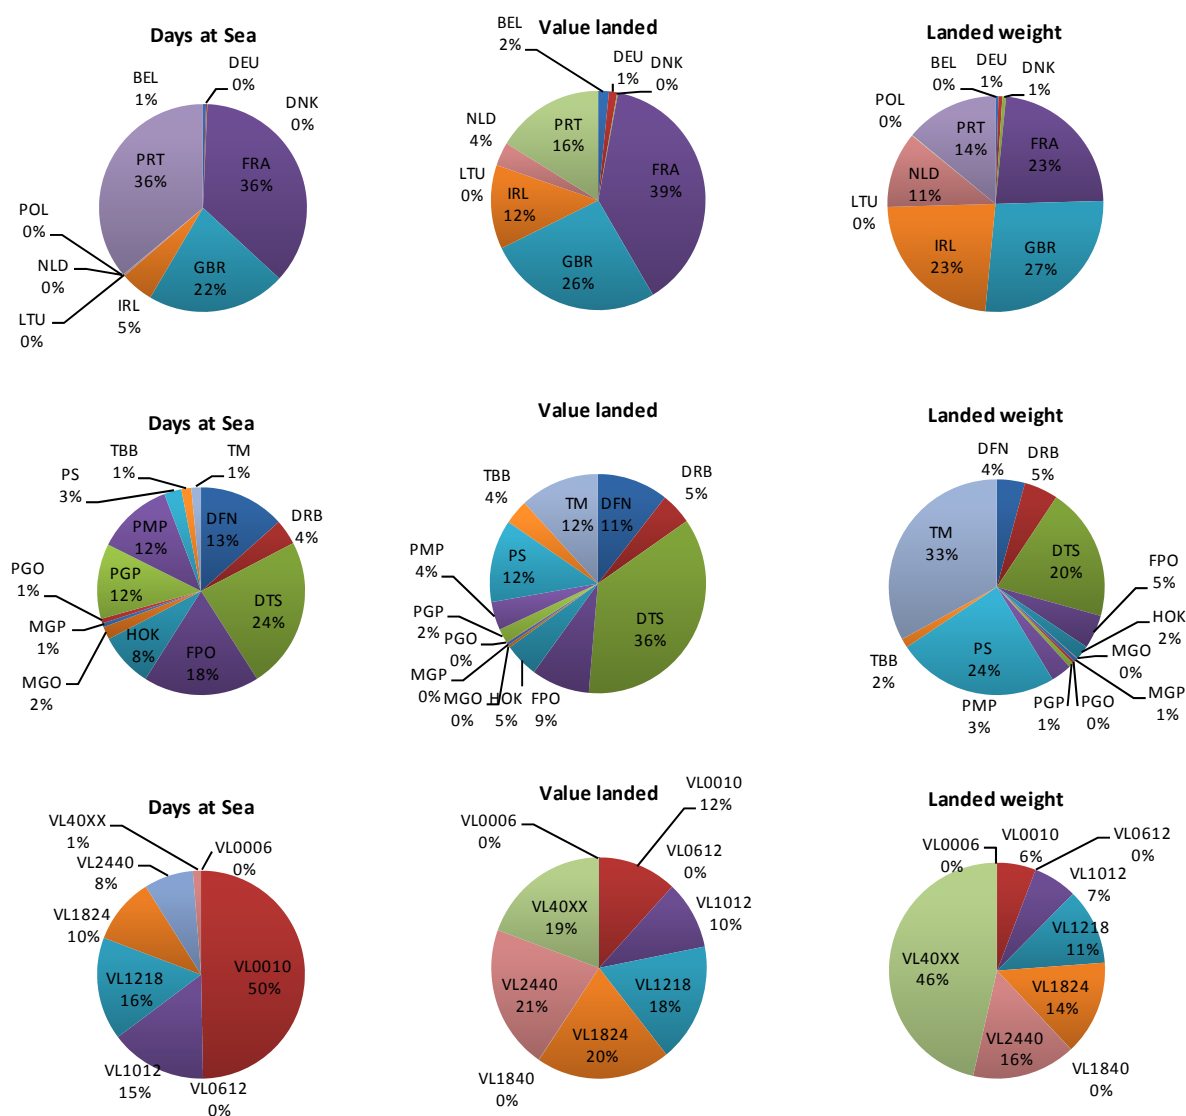 Days at Sea
BEL
1%
DEU
0%
DNK
0%
FRA
36%
GBR
22%
IRL
5%
LTU
0%
NLD
0%
POL
0%
PRT
36%
Value landed
BEL
2%
DEU
1%
DNK
0%
FRA
39%
GBR
26%
IRL
12%
LTU
0%
NLD
4%
PRT
16%
Landed weight
BEL
0%
DEU
1%
DNK
1%
FRA
23%
GBR
27%
IRL
23%
LTU
0%
NLD
11%
POL
0%
PRT
14%
Days at Sea
DFN
13%
DRB
4%
DTS
24%
FPO
18%
HOK
8%
MGO
2%
MGP
1%
PGO
1%
PGP
12%
PMP
12%
PS
3%
TBB
1%
TM
1%
Value landed
DFN
11%
DRB
5%
DTS
36%
FPO
9%
HOK
5%
MGO
0%
MGP
0%
PGO
0%
PGP
2%
PMP
4%
PS
12%
TBB
4%
TM
12%
Landed weight
DFN
4%
DRB
5%
DTS
20%
FPO
5%
HOK
2%
MGO
0%
MGP
1%
PGO
0%
PGP
1%
PMP
3%
PS
24%
TBB
2%
TM
33%
Days at Sea
VL0006
0%
VL0010
50%
VL0612
0%
VL1012
15%
VL1218
16%
VL1824
10%
VL2440
8%
VL40XX
1%
Value landed
VL0006
0%
VL0010
12%
VL0612
0%
VL1012
10%
VL1218
18%
VL1824
20%
VL1840
0%
VL2440
21%
VL40XX
19%
Landed weight
VL0006
0%
VL0010
6%
VL0612
0%
VL1012
7%
VL1218
11%
VL1824
14%
VL1840
0%
VL2440
16%
VL40XX
46%